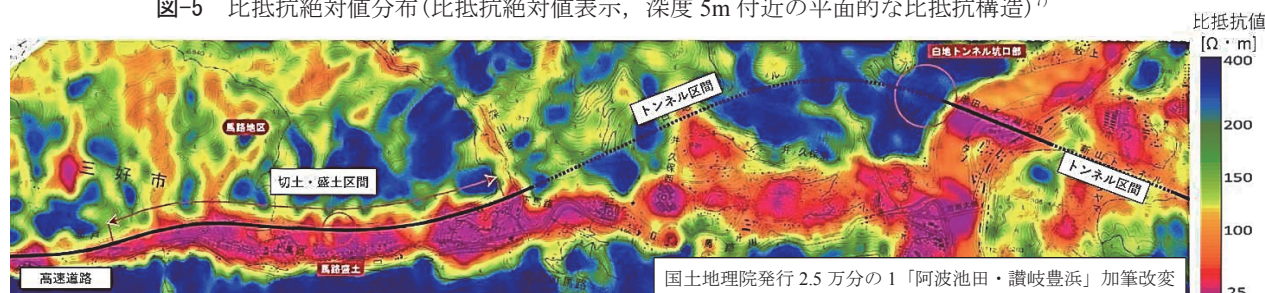 図-5 比抵抗絶対値分布(比抵抗絶対値表示，深度 5m 付近の平面的な比抵抗構造)7)
比抵抗値
[Ω・m]
400
200
150
100
25
白地トンネル坑口部
トンネル区間
馬路地区
三好市
切土・盛土区間
トンネル区間
馬路盛土
高速道路
国土地理院発行 2.5 万分の 1「阿波池田・讃岐豊浜」加筆改変